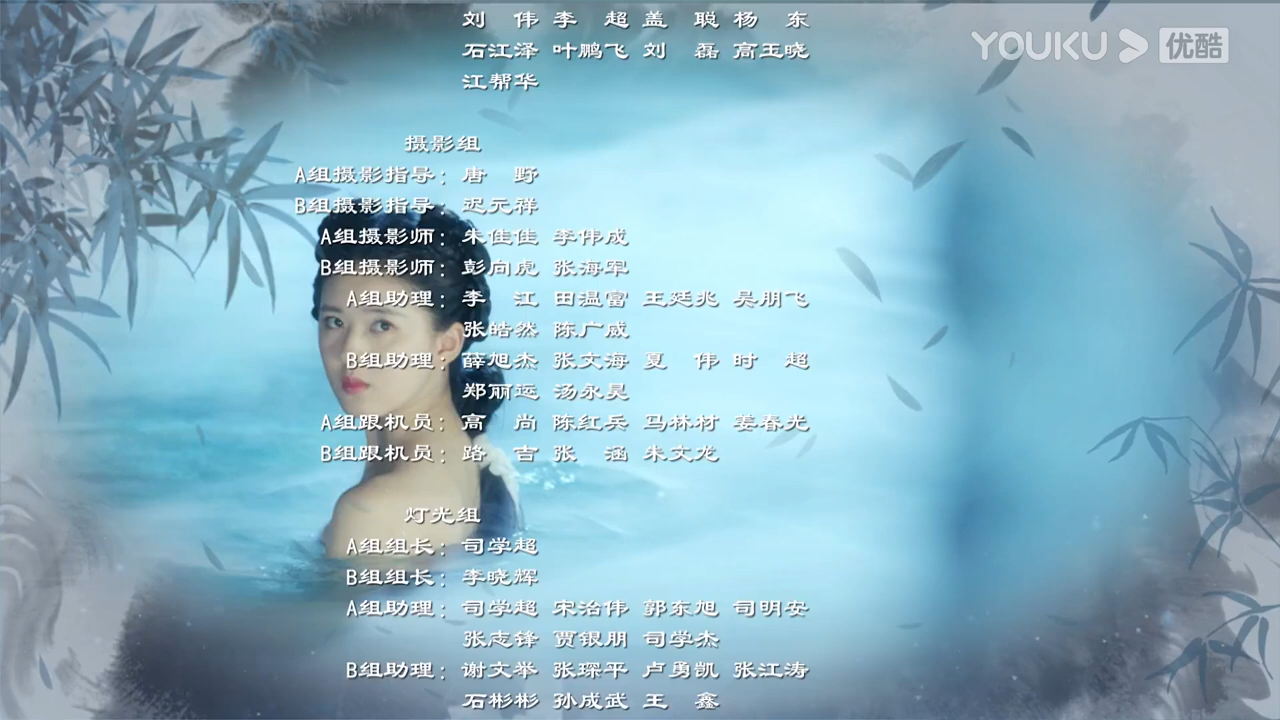 刘　伟 李　超 盖　聪 杨　东
YOUKU 优酷
石江泽 叶鹏飞 刘　磊 高玉晓
江帮华
摄影组
A组摄影指导：唐　野
B组摄影指导：迟元祥
A组摄影师：朱佳佳 李伟成
B组摄影师：彭向虎 张海军
A组助理：李　江 田温富 王廷兆 吴朋飞
张皓然 陈广威
B组助理：薛旭杰 张文海 夏　伟 时　超
郑丽运 汤永昊
A组跟机员：高　尚 陈红兵 马林材 姜春光
B组跟机员：路　吉 张　涵 朱文龙
灯光组
A组组长：司学超
B组组长：李晓辉
A组助理：司学超 宋治伟 郭东旭 司明安
张志锋 贾银朋 司学杰
B组助理：谢文举 张琛平 卢勇凯 张江涛
石彬彬 孙成武 王　鑫